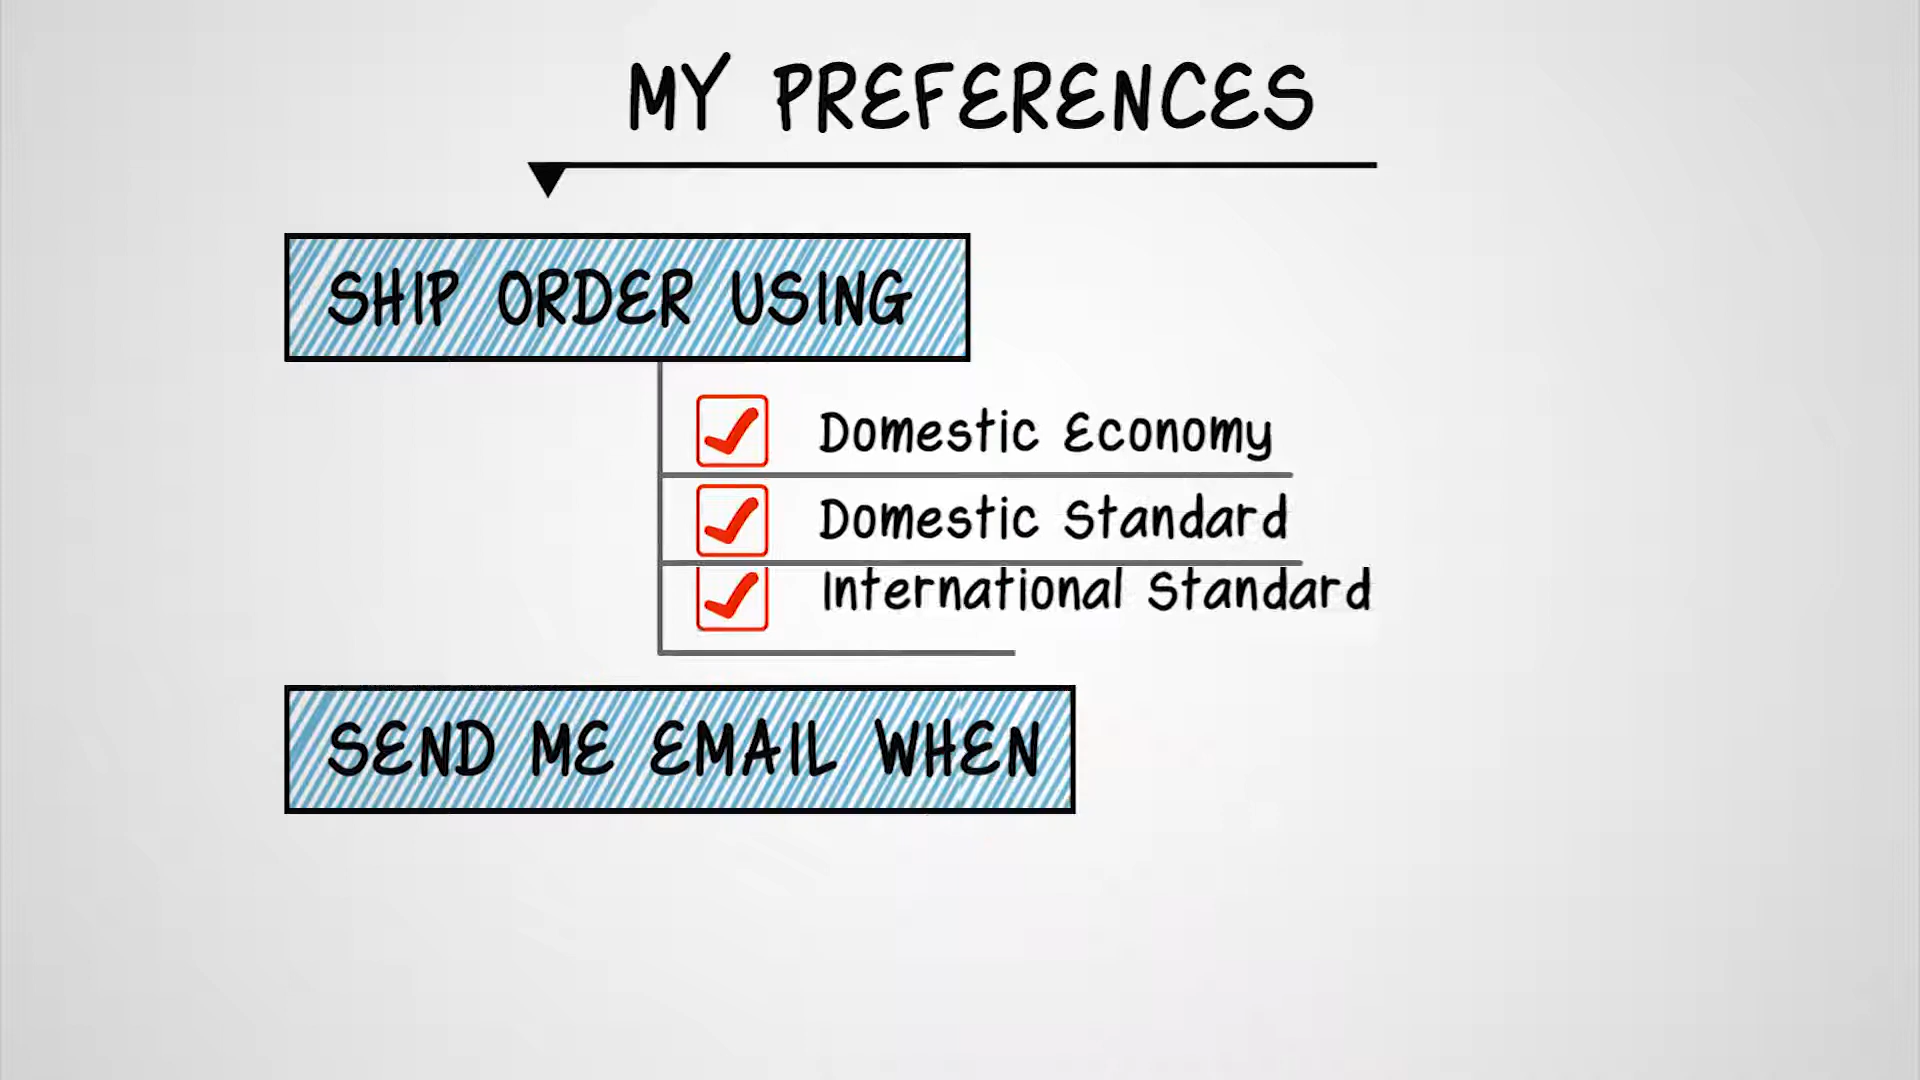 MY PREFERENCES
SHIP ORDER USING
Domestic Economy
Domestic Standard
International Standard
SEND ME EMAIL WHEN